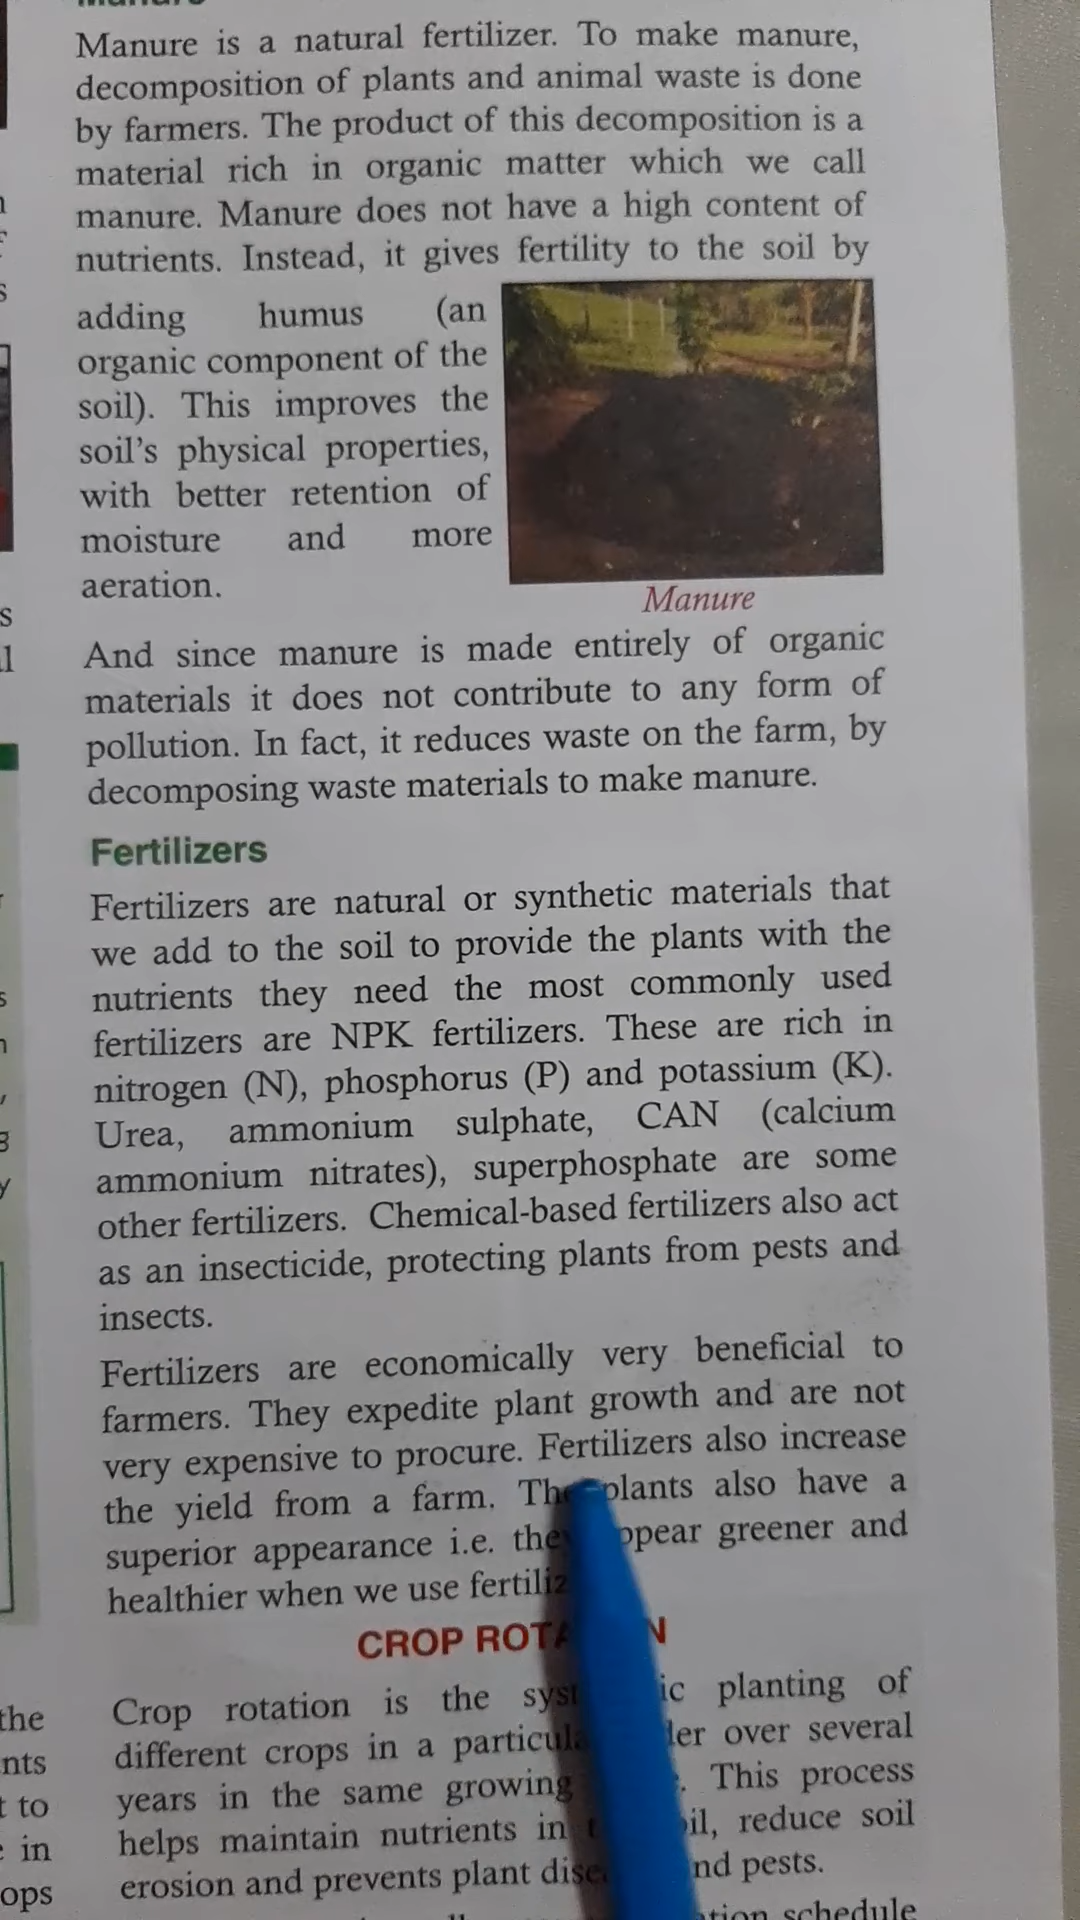 Manure is a natural fertilizer. To make manure,
decomposition of plants and animal waste is done
by farmers. The product of this decomposition is a
material rich in organic matter which we call
manure. Manure does not have a high content of
nutrients. Instead, it gives fertility to the soil by
adding humus (an
organic component of the
soil). This improves the
soil's physical properties,
with better retention of
moisture and more
aeration.
Manure
And since manure is made entirely of organic
materials it does not contribute to any form of
pollution. In fact, it reduces waste on the farm, by
decomposing waste materials to make manure.
Fertilizers
Fertilizers are natural or synthetic materials that
we add to the soil to provide the plants with the
nutrients they need the most commonly used
fertilizers are NPK fertilizers. These are rich in
nitrogen (N), phosphorus (P) and potassium (K).
Urea, ammonium sulphate, CAN (calcium
ammonium nitrates), superphosphate are some
other fertilizers. Chemical-based fertilizers also act
as an insecticide, protecting plants from pests and
insects.
Fertilizers are economically very beneficial to
farmers. They expedite plant growth and are not
very expensive to procure. Fertilizers also increase
the yield from a farm. The plants also have a
superior appearance i.e. they appear greener and
healthier when we use
CROP
Crop rotation is the planting of
different crops in a over several
years in the same growing This process
helps maintain nutrients in reduce soil
erosion and prevents plant pests.
schedule
the
nts
to
in
ops